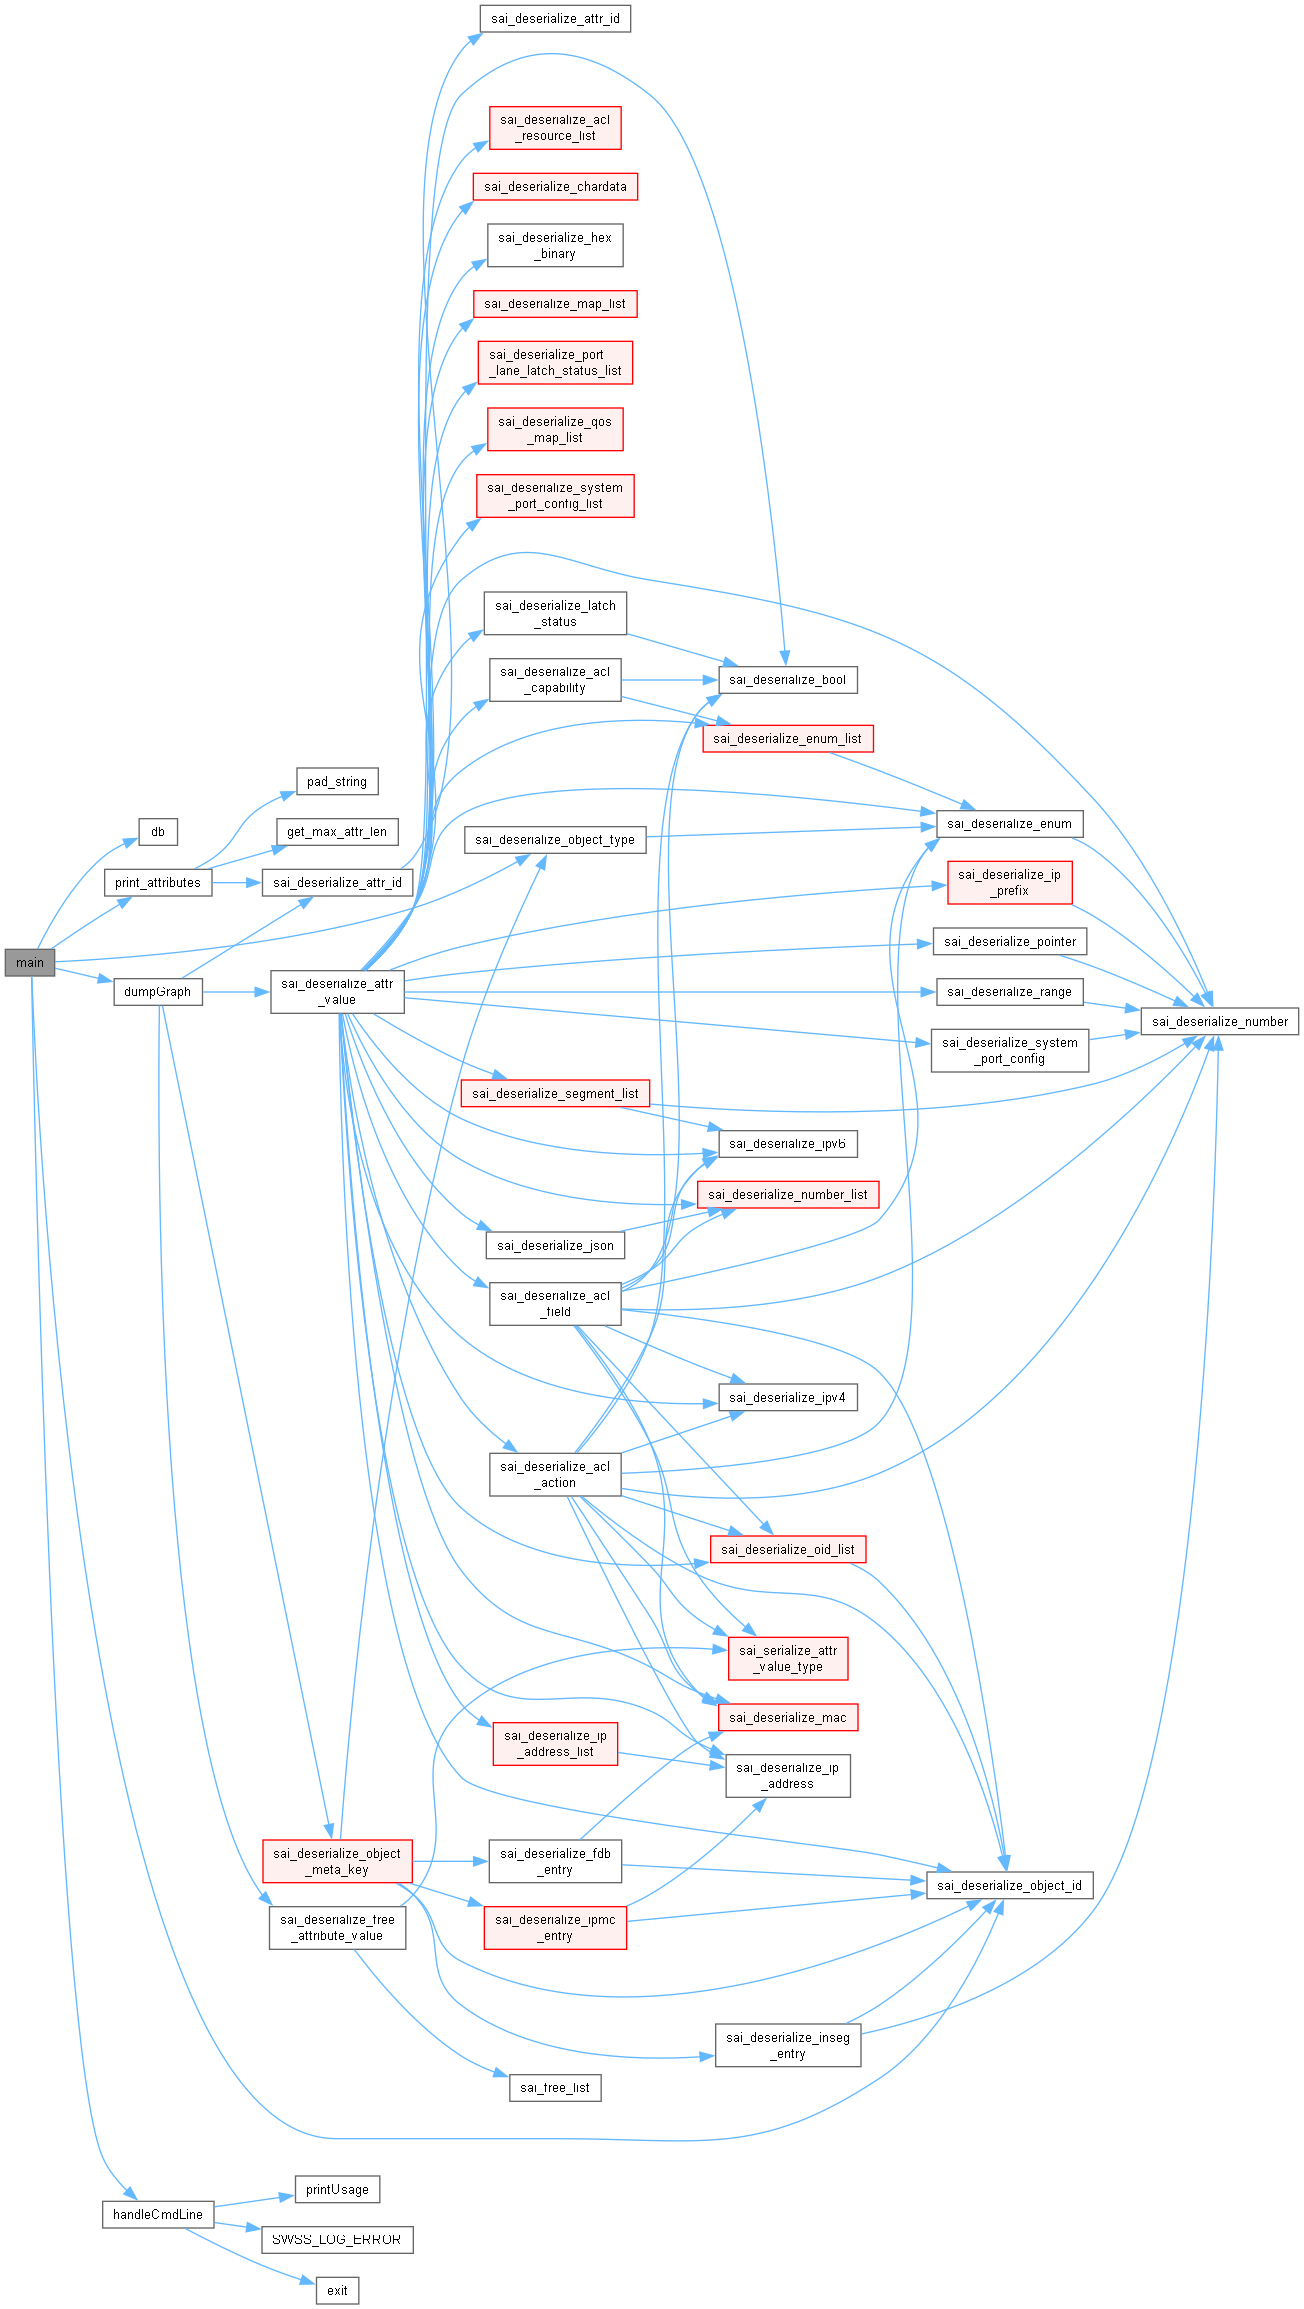 sai_deserialize_attr_id
sai_deserialize_acl
_resource_list
sai_deserialize_chardata
sai_deserialize_hex
_binary
sai_deserialize_map_list
sai_deserialize_port
_lane_latch_status_list
sai_deserialize_qos
_map_list
sai_deserialize_system
_port_config_list
sai_deserialize_latch
_status
sai_deserialize_acl
_capability
sai_deserialize_bool
sai_deserialize_enum_list
pad_string
db
get_max_attr_len
sai_deserialize_object_type
sai_deserialize_enum
print_attributes
sai_deserialize_attr_id
sai_deserialize_ip
_prefix
sai_deserialize_pointer
main
dumpGraph
sai_deserialize_attr
_value
sai_deserialize_range
sai_deserialize_number
sai_deserialize_system
_port_config
sai_deserialize_segment_list
sai_deserialize_ipv6
sai_deserialize_number_list
sai_deserialize_json
sai_deserialize_acl
_field
sai_deserialize_ipv4
sai_deserialize_acl
_action
sai_deserialize_oid_list
sai_serialize_attr
_value_type
sai_deserialize_mac
sai_deserialize_ip
_address_list
sai_deserialize_ip
_address
sai_deserialize_object
_meta_key
sai_deserialize_fdb
_entry
sai_deserialize_object_id
sai_deserialize_free
_attribute_value
sai_deserialize_ipmc
_entry
sai_deserialize_inseg
_entry
sai_free_list
printUsage
handleCmdLine
SWSS_LOG_ERROR
exit